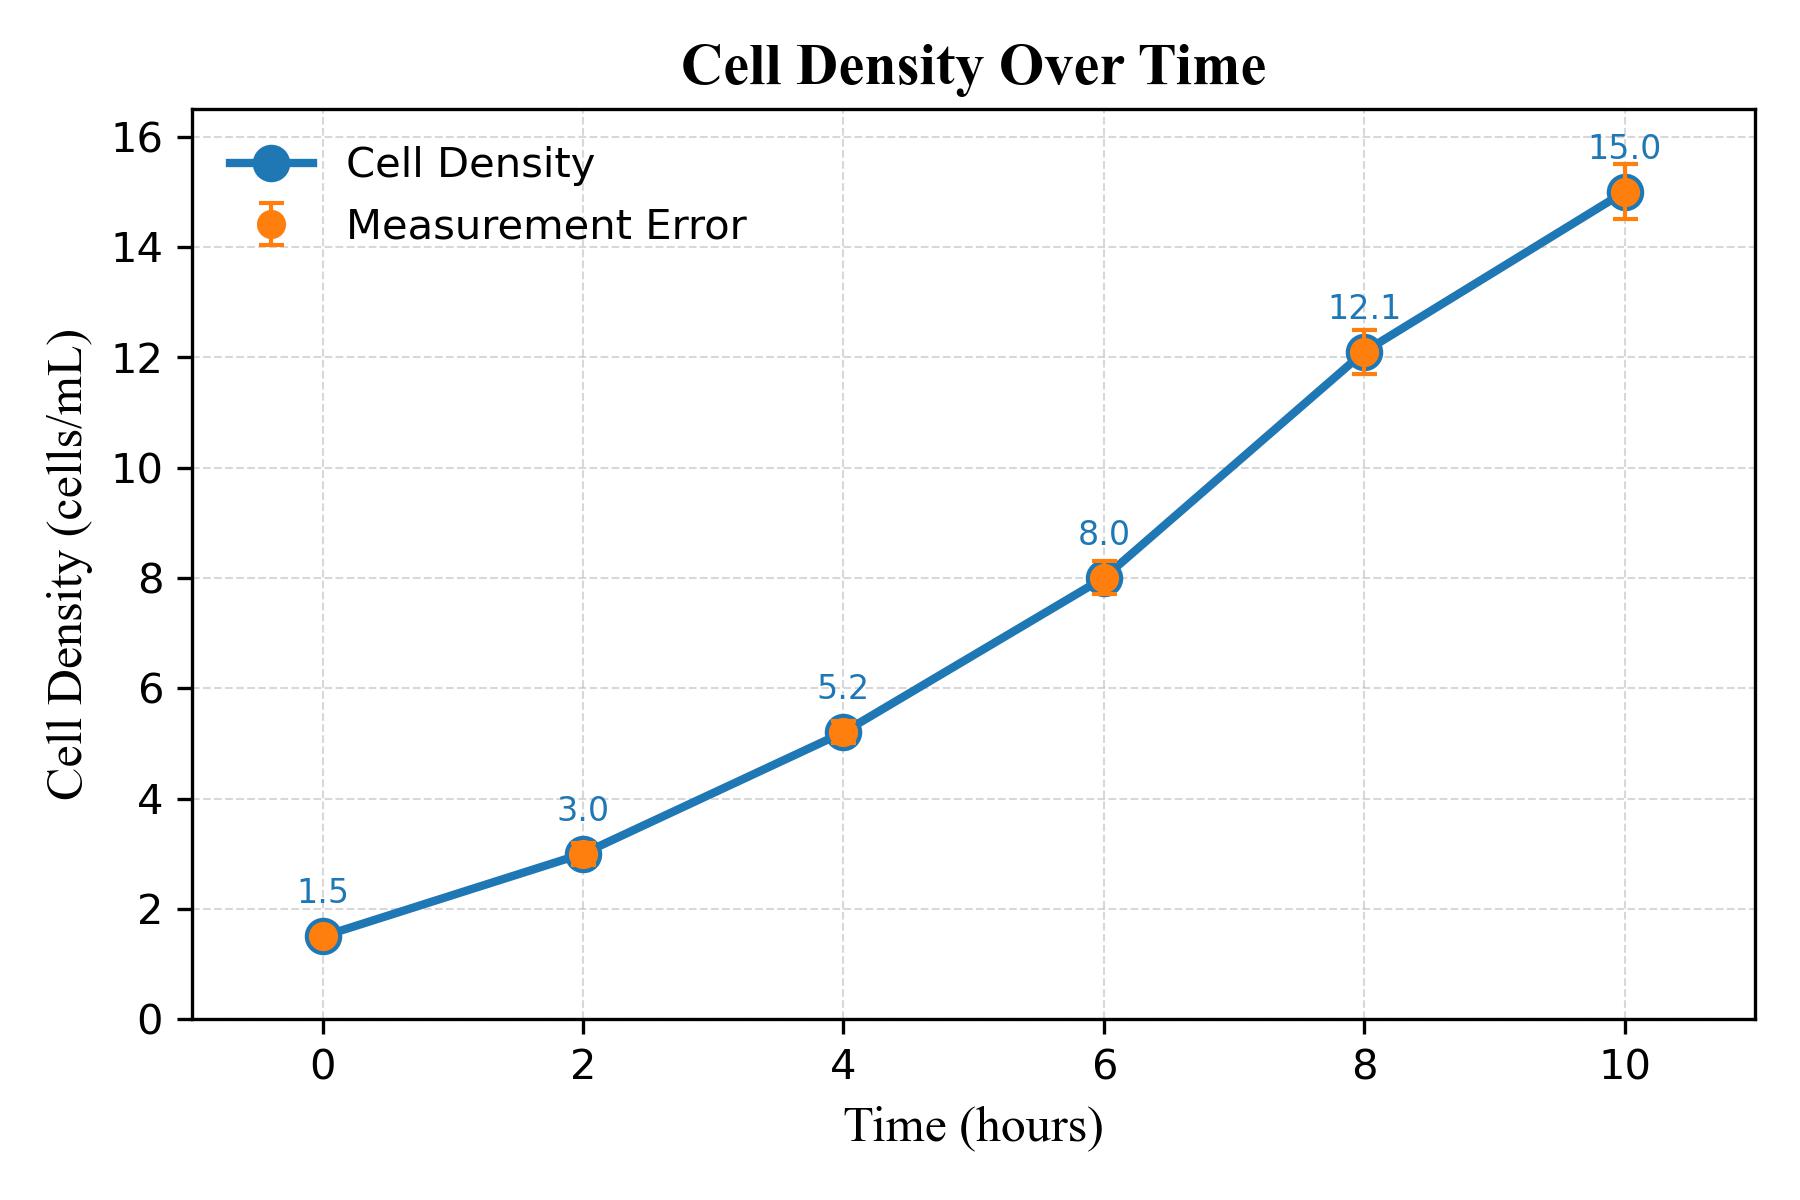 Cell Density Over Time
Cell Density
Measurement Error
Cell Density (cells/mL)
16
14
12
10
8
6
4
2
0
1.5
3.0
5.2
8.0
12.1
15.0
0 2 4 6 8 10
Time (hours)